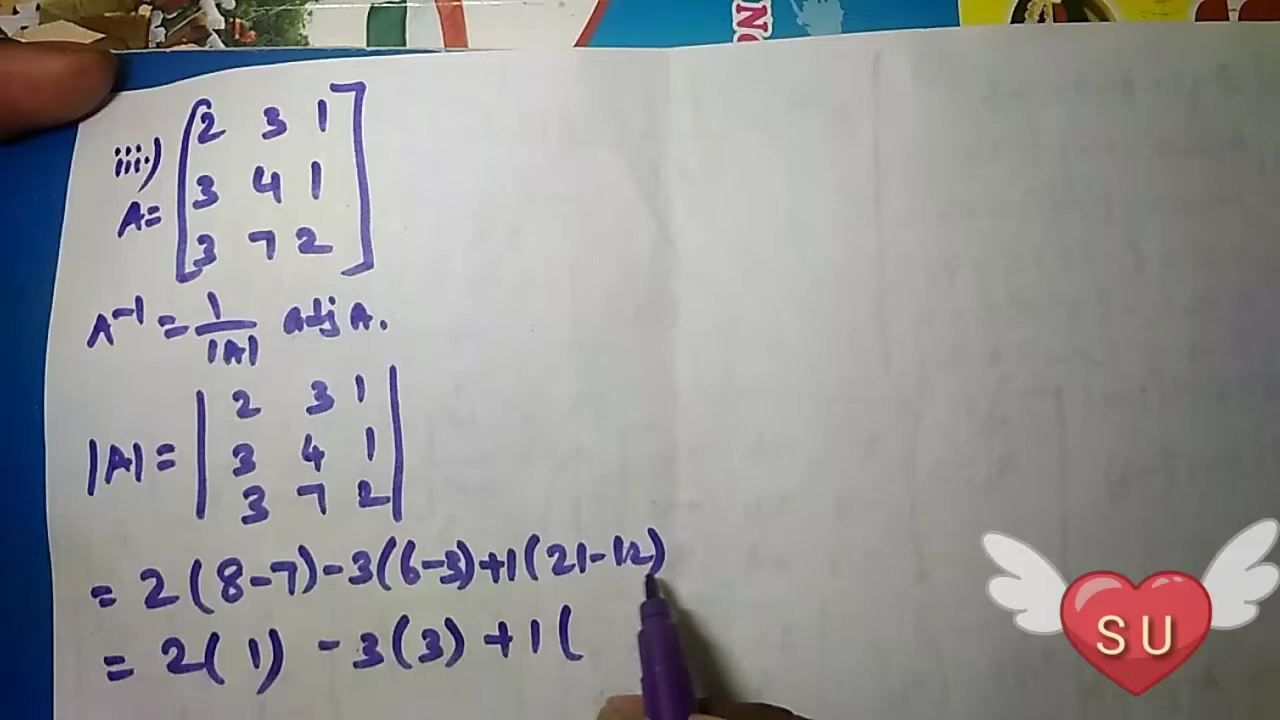 NG
iii.)
A = [2 3 1
3 4 1
3 7 2]
A⁻¹ = 1/|A| adj A.
|A| = |2 3 1
3 4 1
3 7 2|
= 2(8-7)-3(6-3)+1(21-12)
= 2(1) - 3(3) + 1(
SU